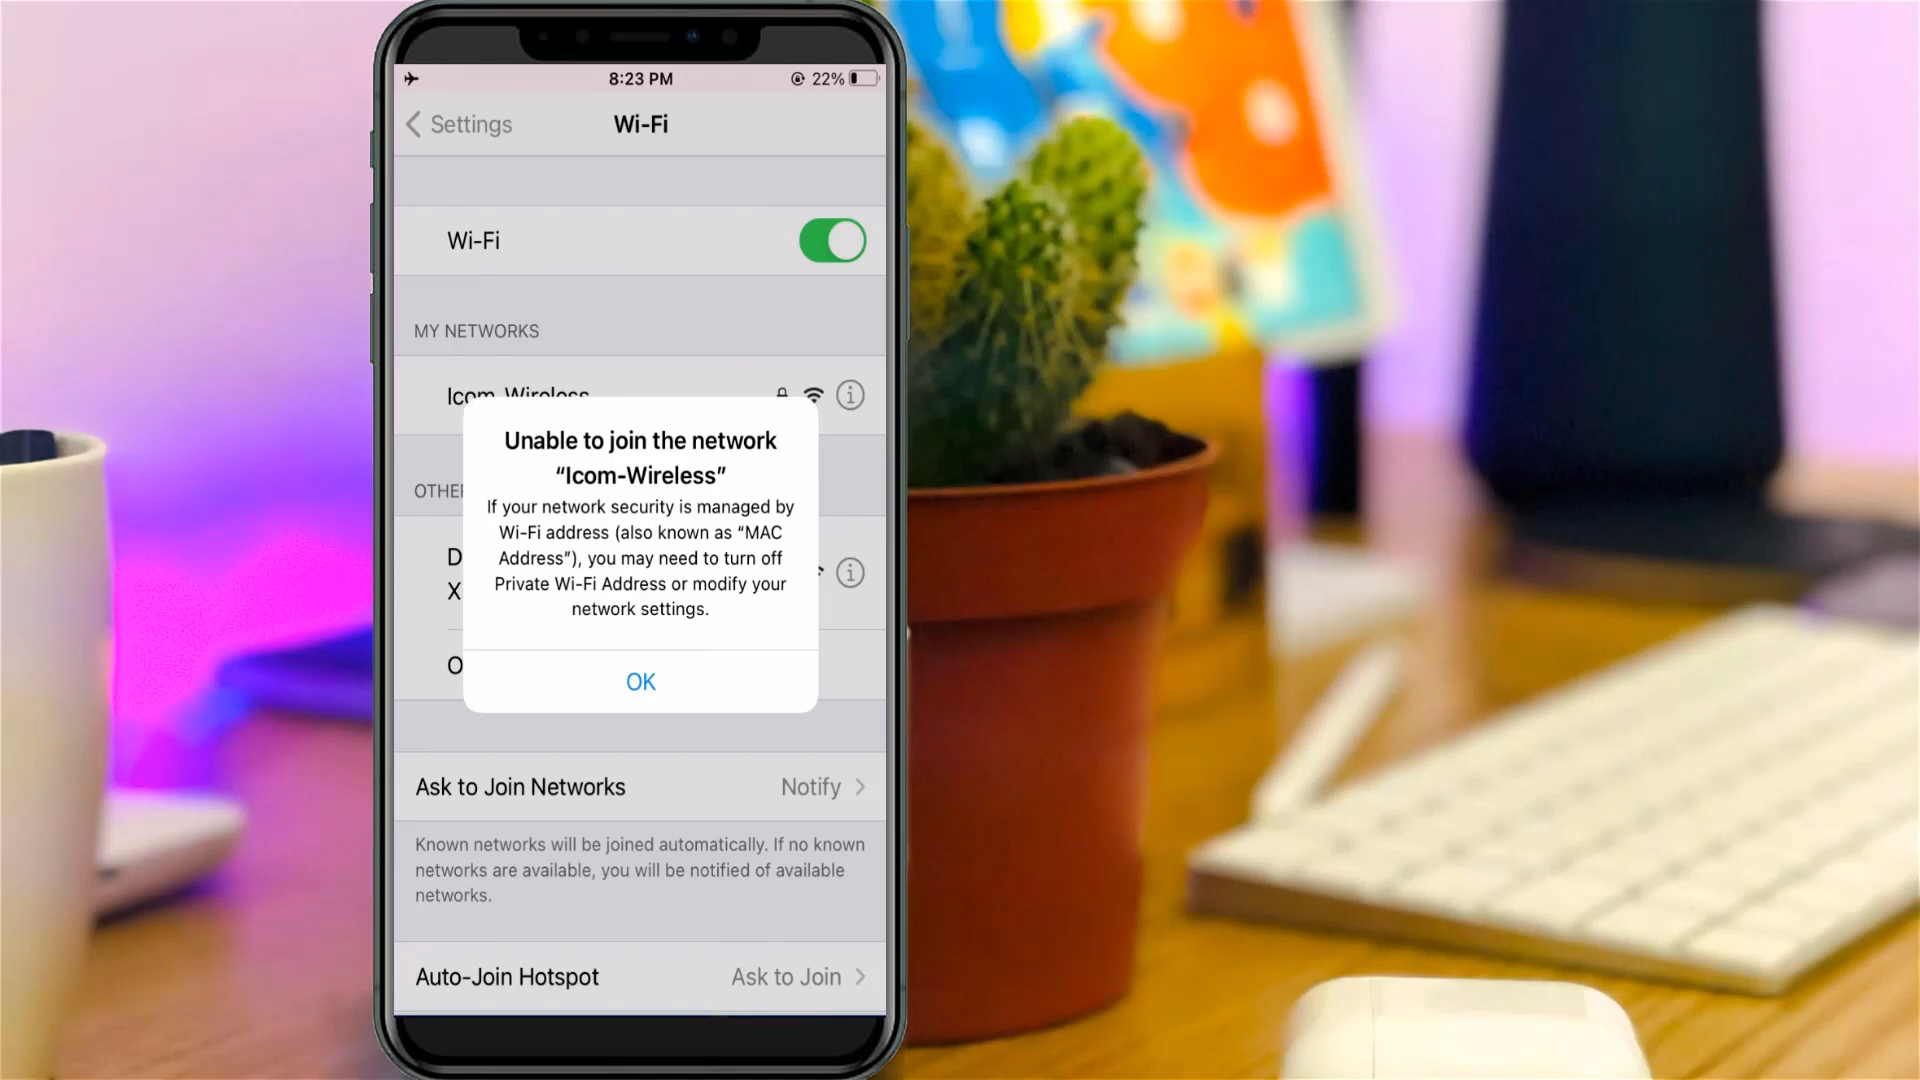 8:23 PM
22%
Settings
Wi-Fi
Wi-Fi
MY NETWORKS
Icom-Wireless
Unable to join the network
“Icom-Wireless”
If your network security is managed by
Wi-Fi address (also known as “MAC
Address”), you may need to turn off
Private Wi-Fi Address or modify your
network settings.
OK
Ask to Join Networks
Notify
Known networks will be joined automatically. If no known
networks are available, you will be notified of available
networks.
Auto-Join Hotspot
Ask to Join